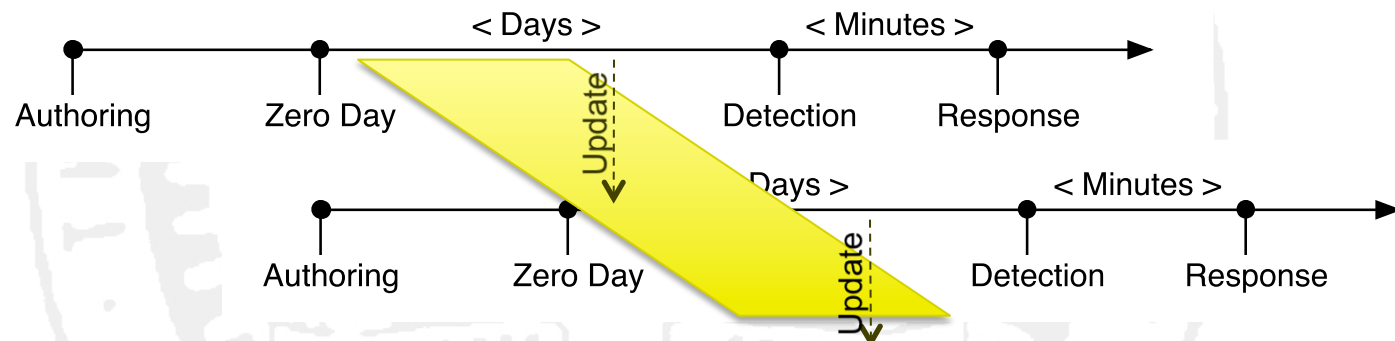 < Days >
< Minutes >
Authoring
Zero Day
Update
Detection
Response
Days >
< Minutes >
Authoring
Zero Day
Update
Detection
Response